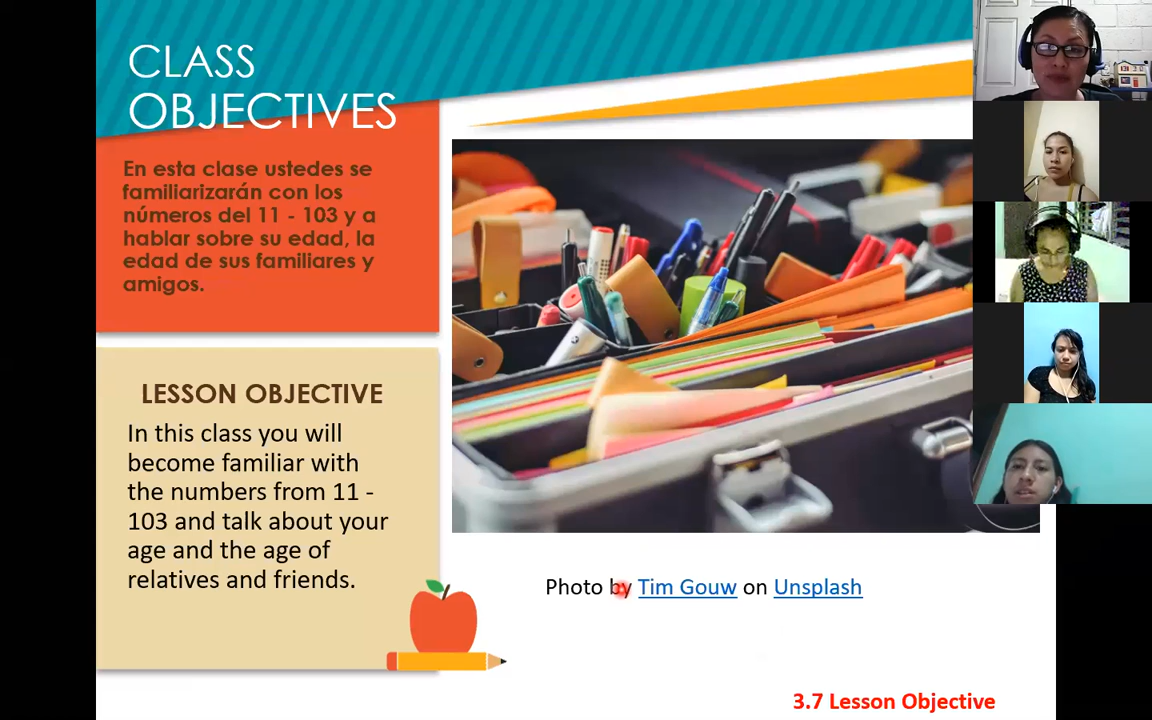 CLASS
OBJECTIVES
En esta clase ustedes se
familiarizarán con los
números del 11 - 103 y a
hablar sobre su edad, la
edad de sus familiares y
amigos.
LESSON OBJECTIVE
In this class you will
become familiar with
the numbers from 11 -
103 and talk about your
age and the age of
relatives and friends.
Photo by Tim Gouw on Unsplash
3.7 Lesson Objective